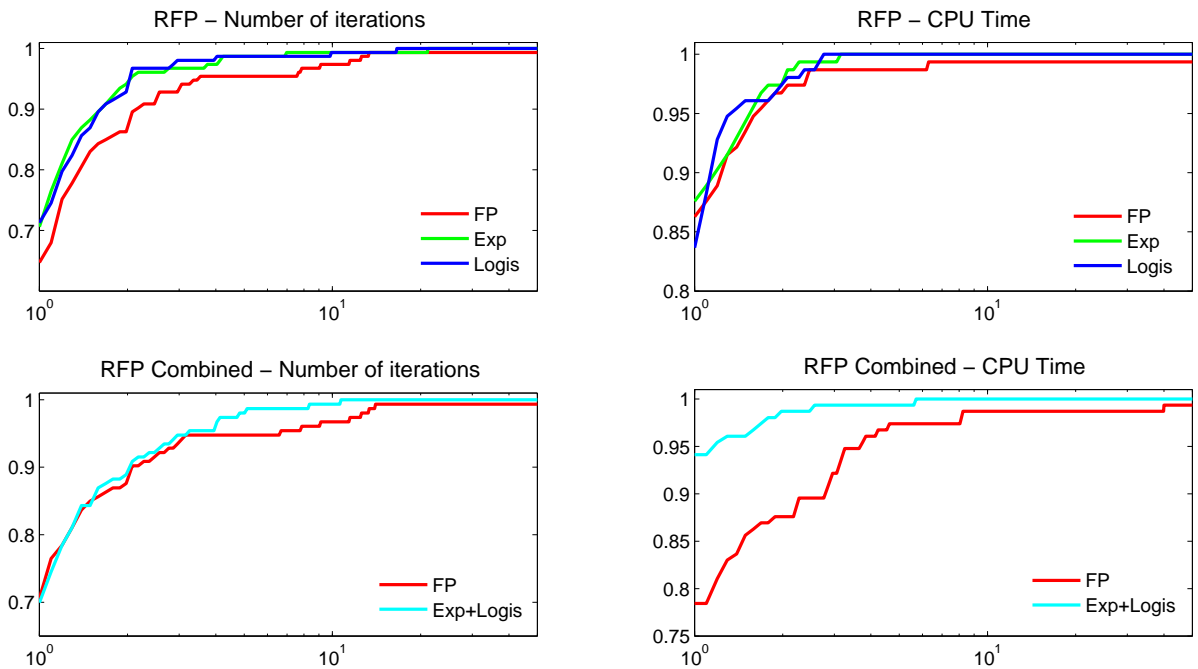 RFP – Number of iterations
1
0.9
0.8
0.7
10^0
10^1
FP
Exp
Logis
RFP – CPU Time
1
0.95
0.9
0.85
0.8
10^0
10^1
FP
Exp
Logis
RFP Combined – Number of iterations
1
0.9
0.8
0.7
10^0
10^1
FP
Exp+Logis
RFP Combined – CPU Time
1
0.95
0.9
0.85
0.8
0.75
10^0
10^1
FP
Exp+Logis